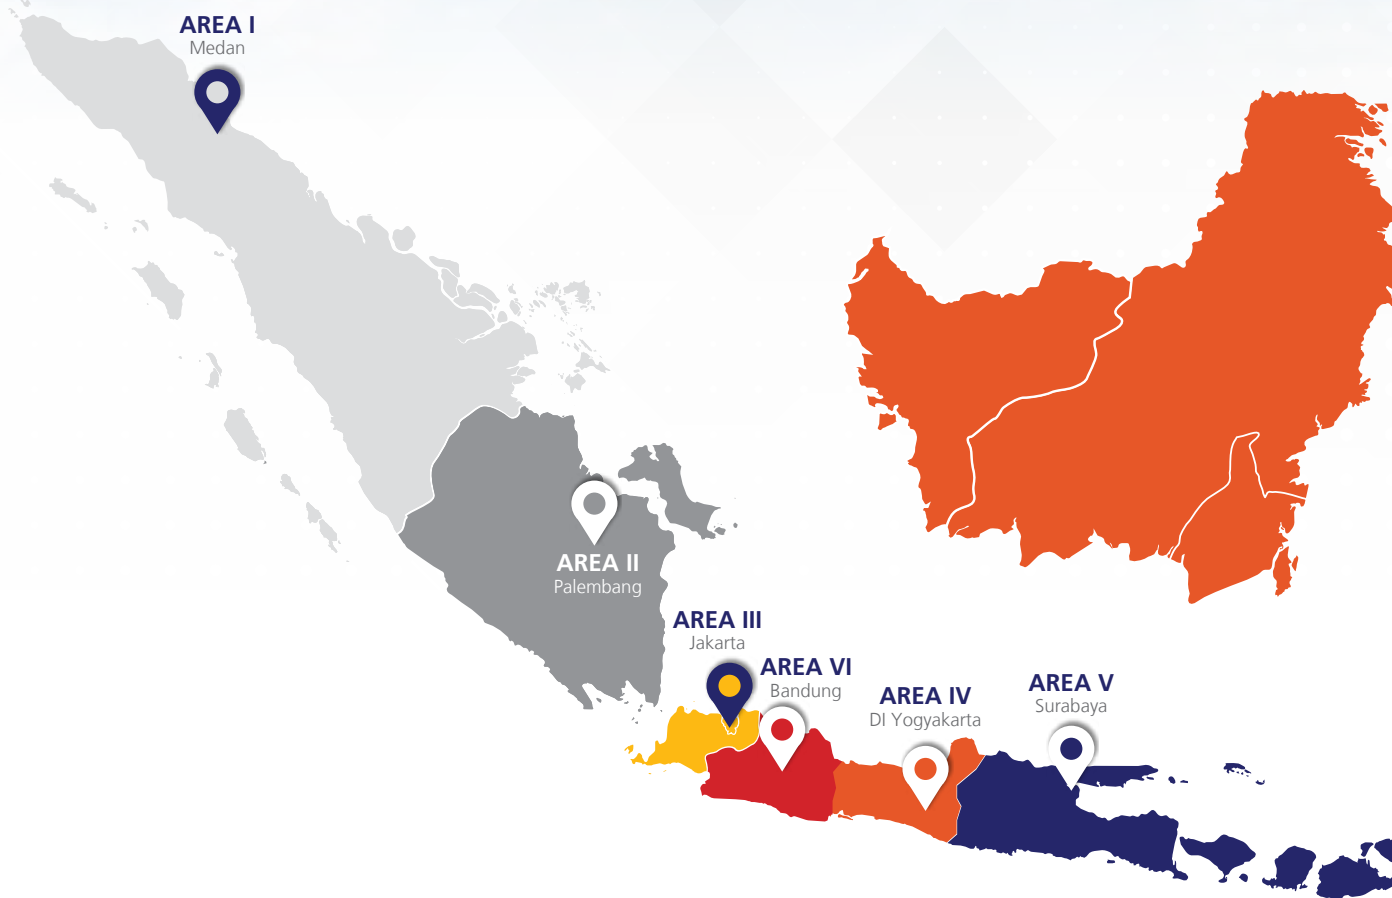 AREA I
Medan
AREA II
Palembang
AREA III
Jakarta
AREA VI
Bandung
AREA IV
DI Yogyakarta
AREA V
Surabaya